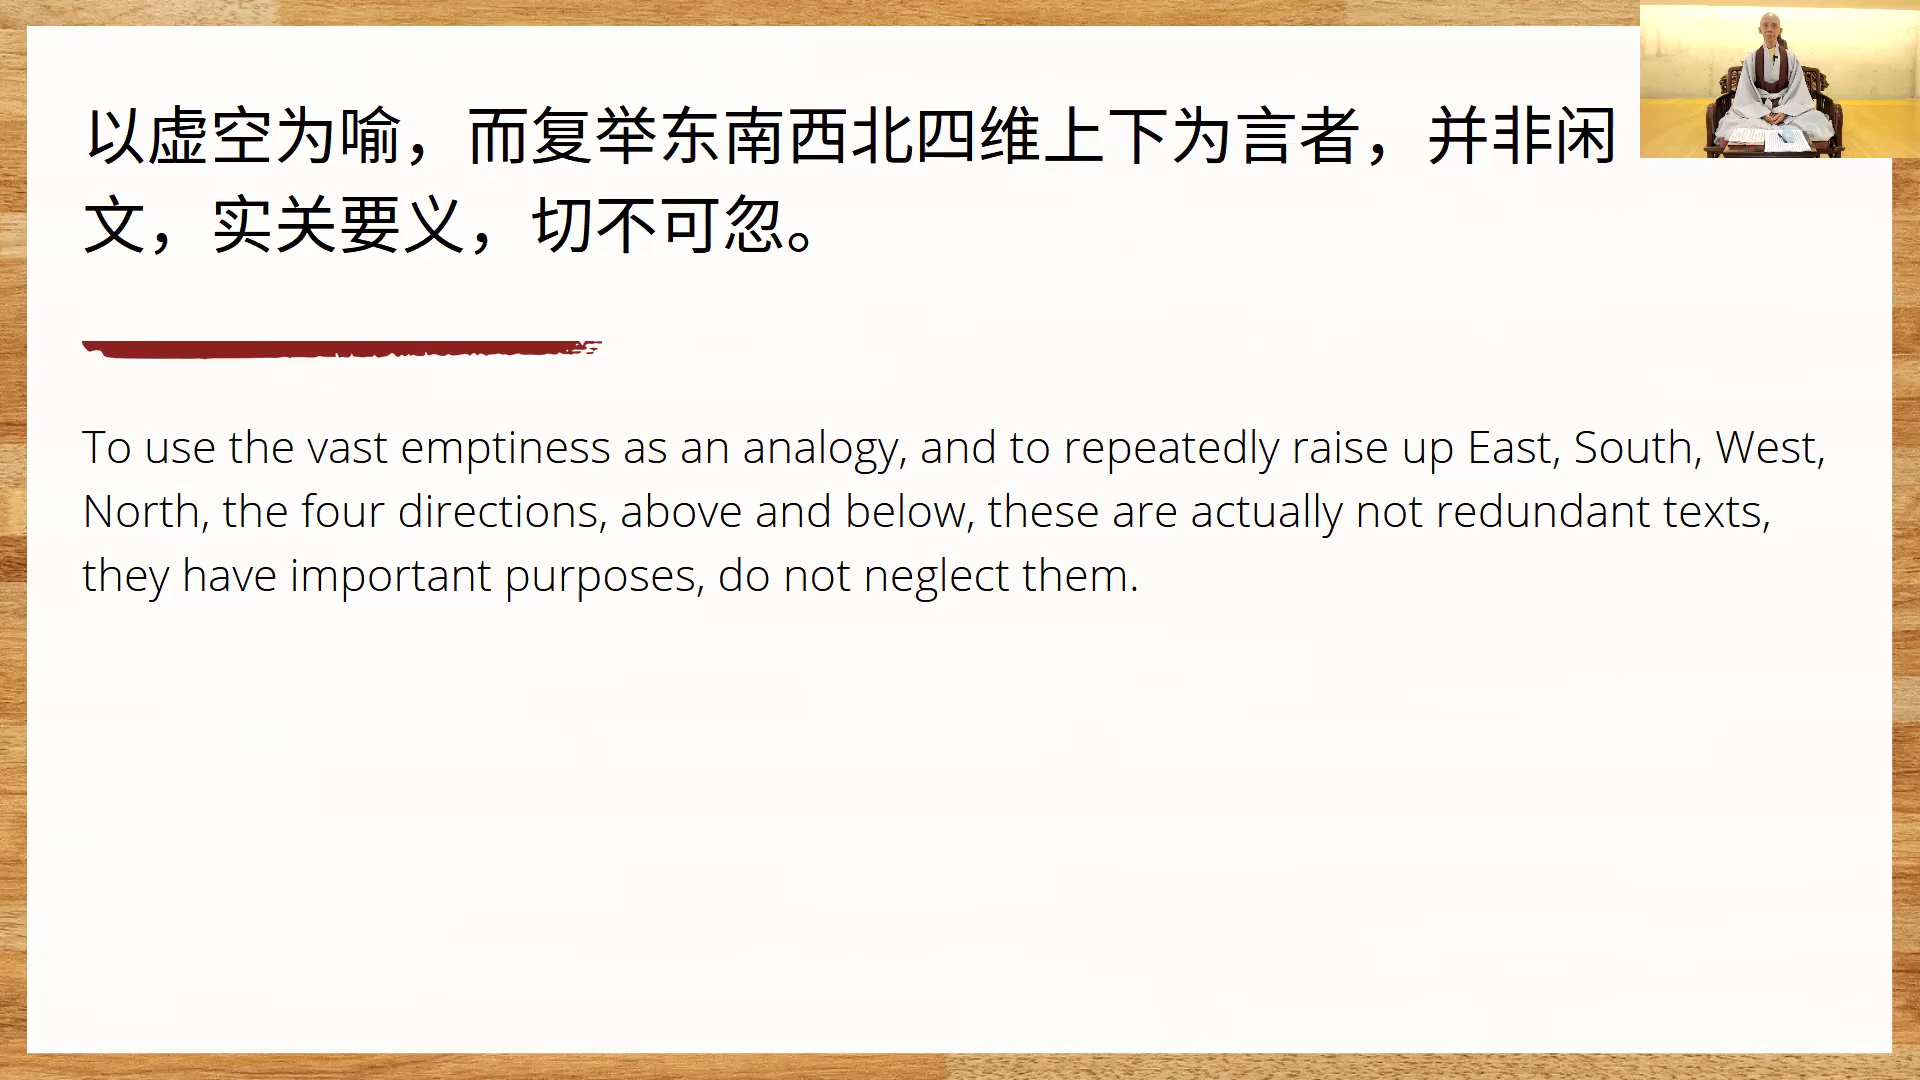 以虚空为喻，而复举东南西北四维上下为言者，并非闲
文，实关要义，切不可忽。
To use the vast emptiness as an analogy, and to repeatedly raise up East, South, West,
North, the four directions, above and below, these are actually not redundant texts,
they have important purposes, do not neglect them.